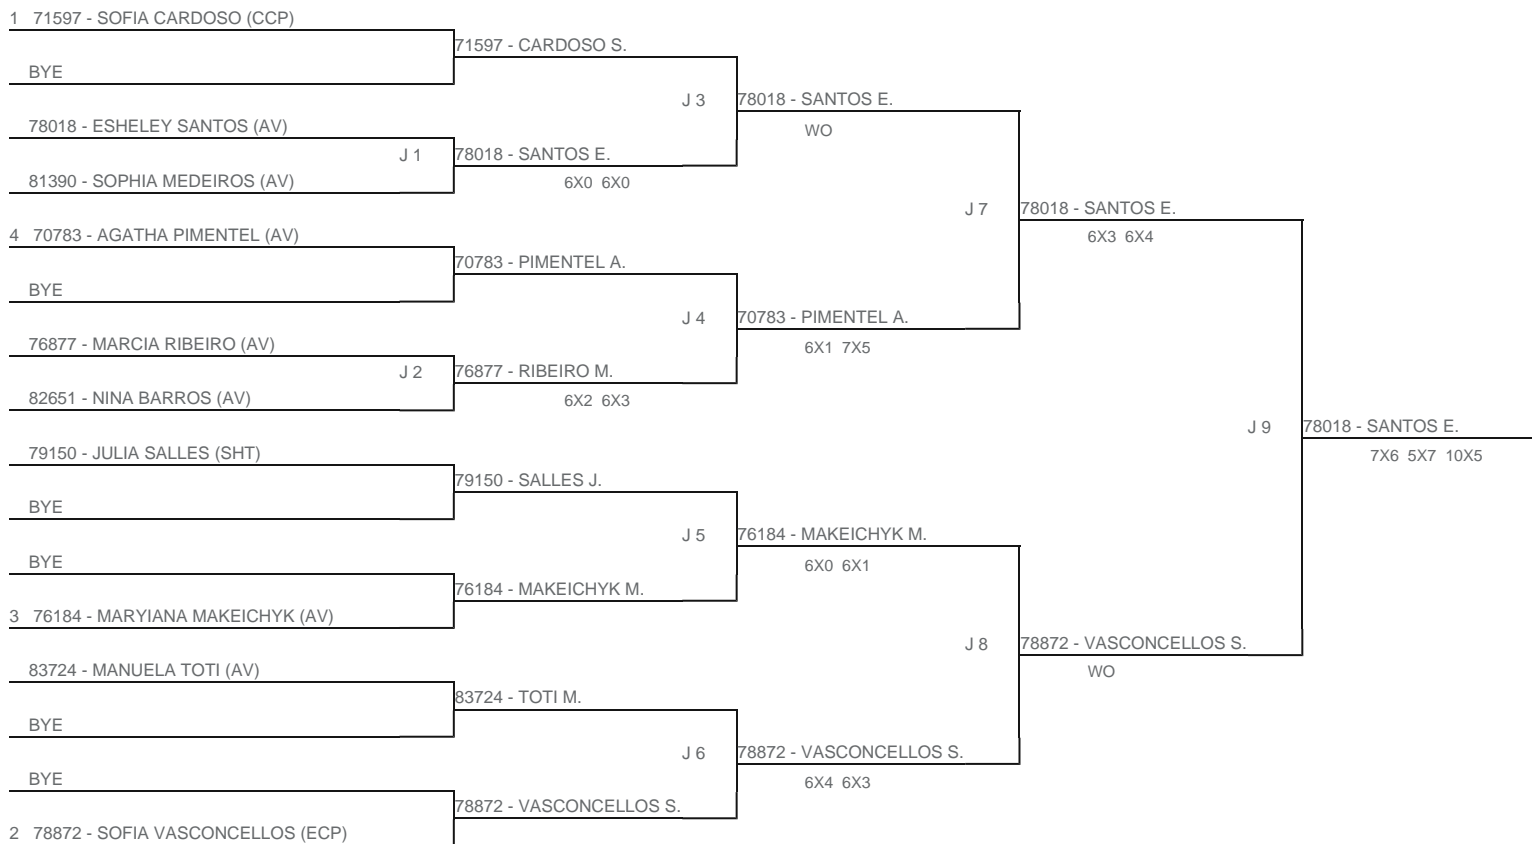 1 71597 - SOFIA CARDOSO (CCP)
71597 - CARDOSO S.
BYE
J 3 78018 - SANTOS E.
WO
78018 - ESHELEY SANTOS (AV)
J 1 78018 - SANTOS E.
81390 - SOPHIA MEDEIROS (AV)
6X0 6X0
J 7 78018 - SANTOS E.
4 70783 - AGATHA PIMENTEL (AV)
6X3 6X4
70783 - PIMENTEL A.
BYE
J 4 70783 - PIMENTEL A.
76877 - MARCIA RIBEIRO (AV)
6X1 7X5
J 2 76877 - RIBEIRO M.
82651 - NINA BARROS (AV)
6X2 6X3
J 9 78018 - SANTOS E.
79150 - JULIA SALLES (SHT)
7X6 5X7 10X5
79150 - SALLES J.
BYE
J 5 76184 - MAKEICHYK M.
BYE
6X0 6X1
76184 - MAKEICHYK M.
3 76184 - MARYIANA MAKEICHYK (AV)
J 8 78872 - VASCONCELLOS S.
83724 - MANUELA TOTI (AV)
WO
83724 - TOTI M.
BYE
J 6 78872 - VASCONCELLOS S.
BYE
6X4 6X3
78872 - VASCONCELLOS S.
2 78872 - SOFIA VASCONCELLOS (ECP)